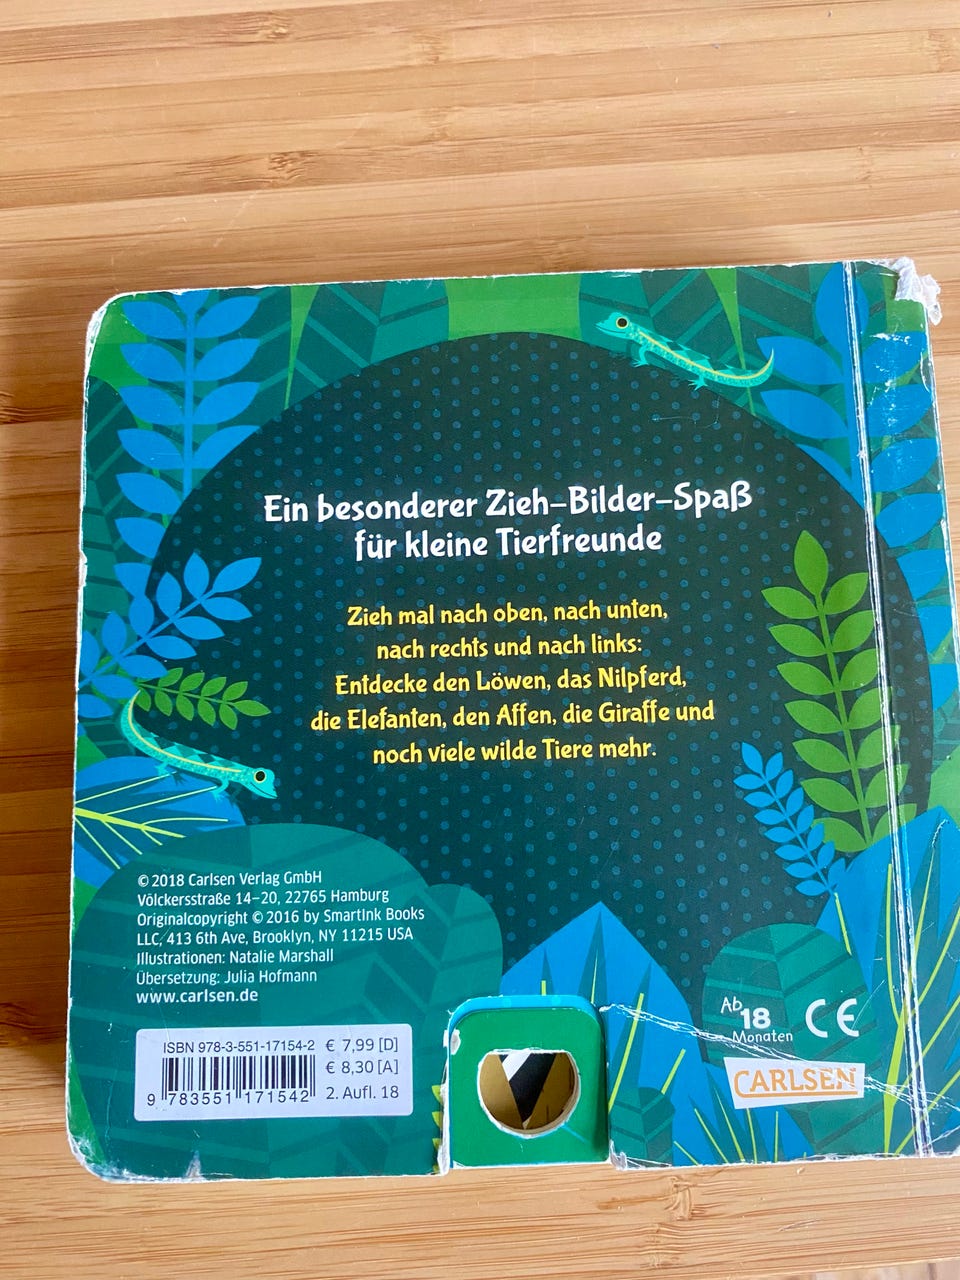 Ein besonderer Zieh-Bilder-Spaß
für kleine Tierfreunde
Zieh mal nach oben, nach unten,
nach rechts und nach links:
Entdecke den Löwen, das Nilpferd,
die Elefanten, den Affen, die Giraffe und
noch viele wilde Tiere mehr.
© 2018 Carlsen Verlag GmbH
Völckersstraße 14–20, 22765 Hamburg
Originalcopyright © 2016 by SmartInk Books
LLC, 413 6th Ave, Brooklyn, NY 11215 USA
Illustrationen: Natalie Marshall
Übersetzung: Julia Hofmann
www.carlsen.de
ISBN 978-3-551-17154-2
9 783551 171542
€ 7,99 [D]
€ 8,30 [A]
2. Aufl. 18
Ab
18
Monaten
CE
CARLSEN